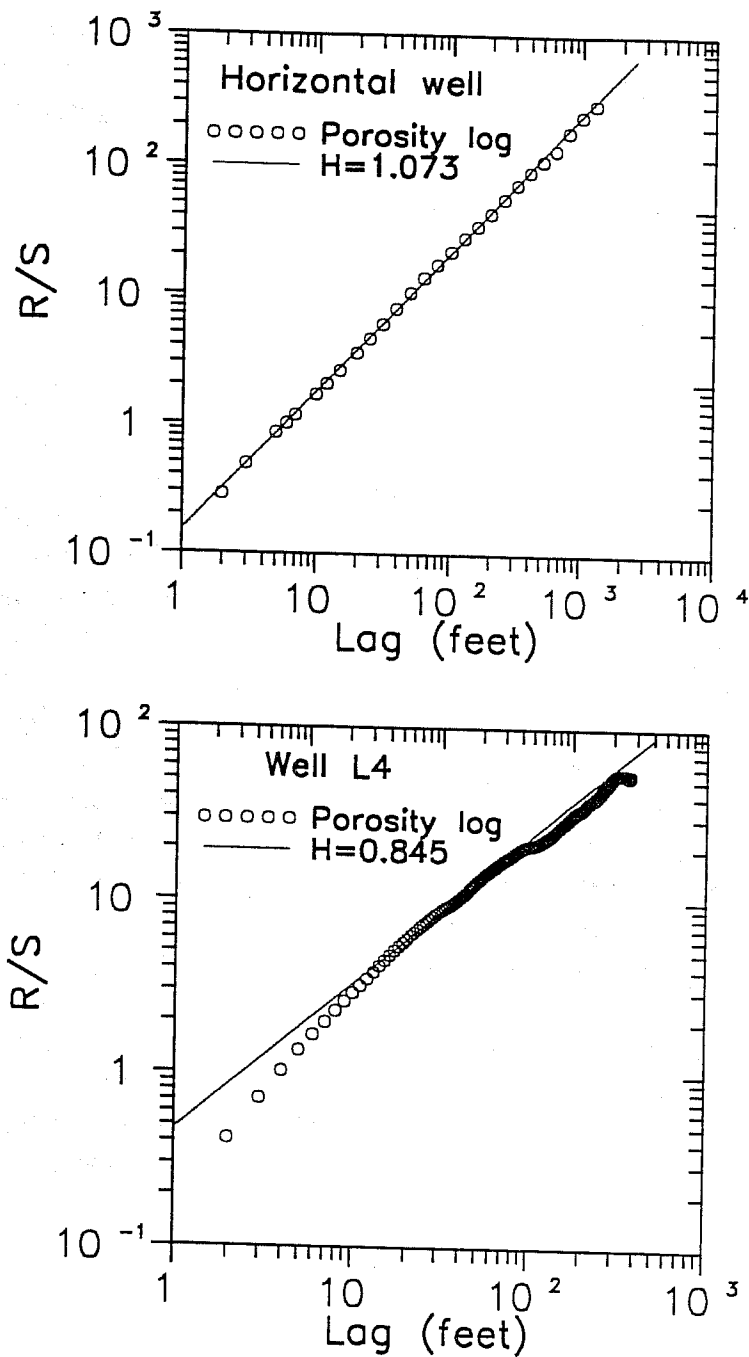 10 3
Horizontal well
Porosity log
10 2
H=1.073
R/S
10
1
10 -1
1 10 10 2 10 3 10 4
Lag (feet)
10 2
Well L4
Porosity log
H=0.845
10
R/S
1
10 -1
1 10 10 2 10 3
Lag (feet)